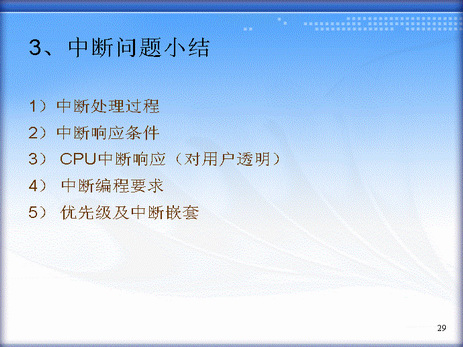 3、中断问题小结
1）中断处理过程
2）中断响应条件
3） CPU中断响应（对用户透明）
4） 中断编程要求
5） 优先级及中断嵌套
29